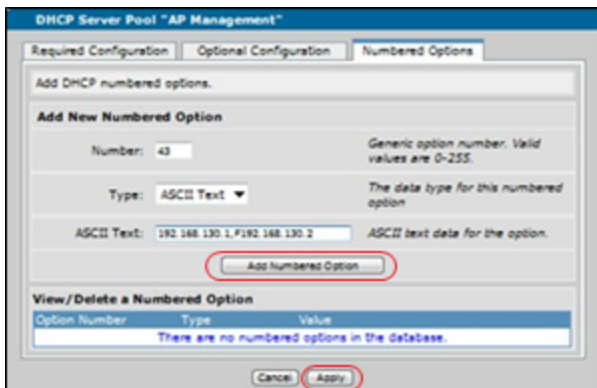 DHCP Server Pool "AP Management"
Required Configuration Optional Configuration Numbered Options
Add DHCP numbered options.
Add New Numbered Option
Number: 43 Generic option number. Valid values are 0-255.
Type: ASCII Text The data type for this numbered option
ASCII Text: 192.168.130.1,F192.168.130.2 ASCII text data for the option.
Add Numbered Option
View/Delete a Numbered Option
Option Number Type Value
There are no numbered options in the database.
Cancel Apply